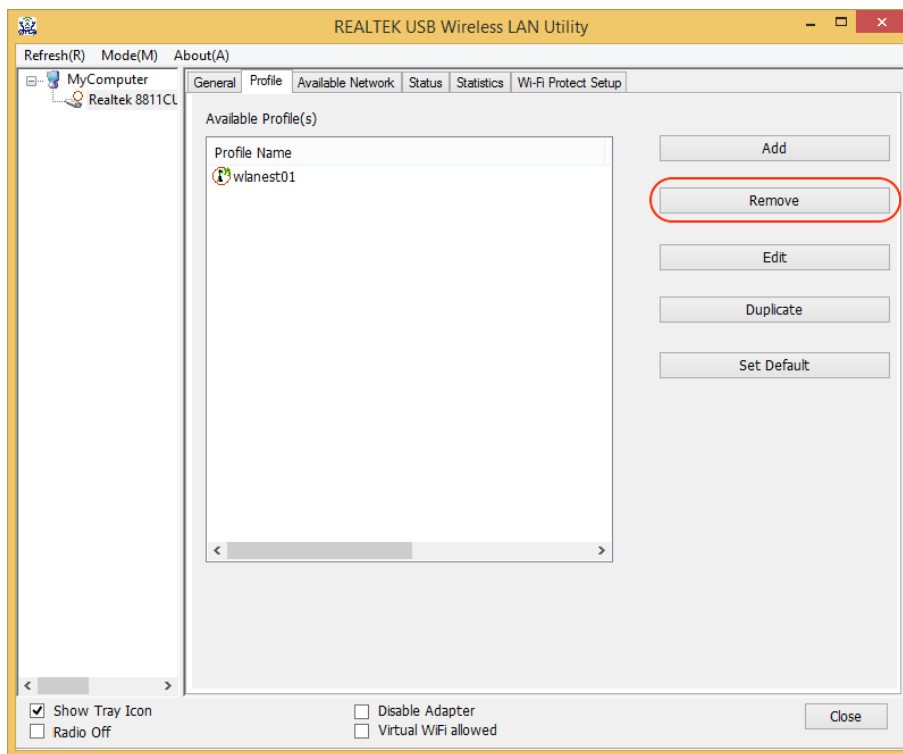 REALTEK USB Wireless LAN Utility
Refresh(R) Mode(M) About(A)
MyComputer
Realtek 8811CU
General Profile Available Network Status Statistics Wi-Fi Protect Setup
Available Profile(s)
Profile Name
wlanest01
Add
Remove
Edit
Duplicate
Set Default
Show Tray Icon
Radio Off
Disable Adapter
Virtual WiFi allowed
Close